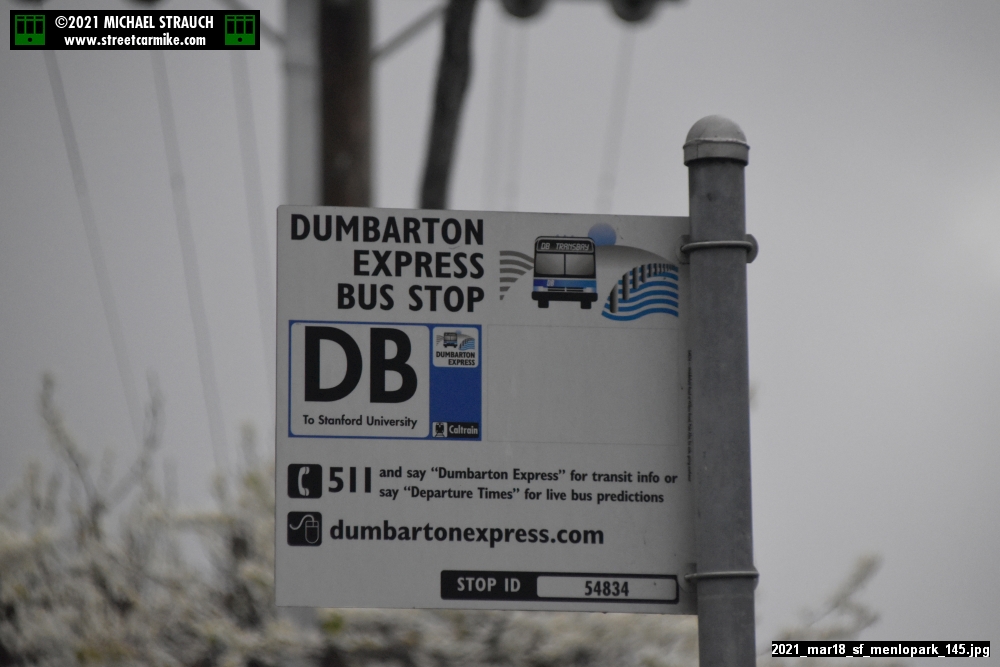 ©2021 MICHAEL STRAUCH
www.streetcarmike.com
DUMBARTON
EXPRESS
BUS STOP
DB TRANSBAY
DB
To Stanford University
DUMBARTON
EXPRESS
Caltrain
511 and say “Dumbarton Express” for transit info or
say “Departure Times” for live bus predictions
dumbartonexpress.com
STOP ID 54834
2021_mar18_sf_menlopark_145.jpg